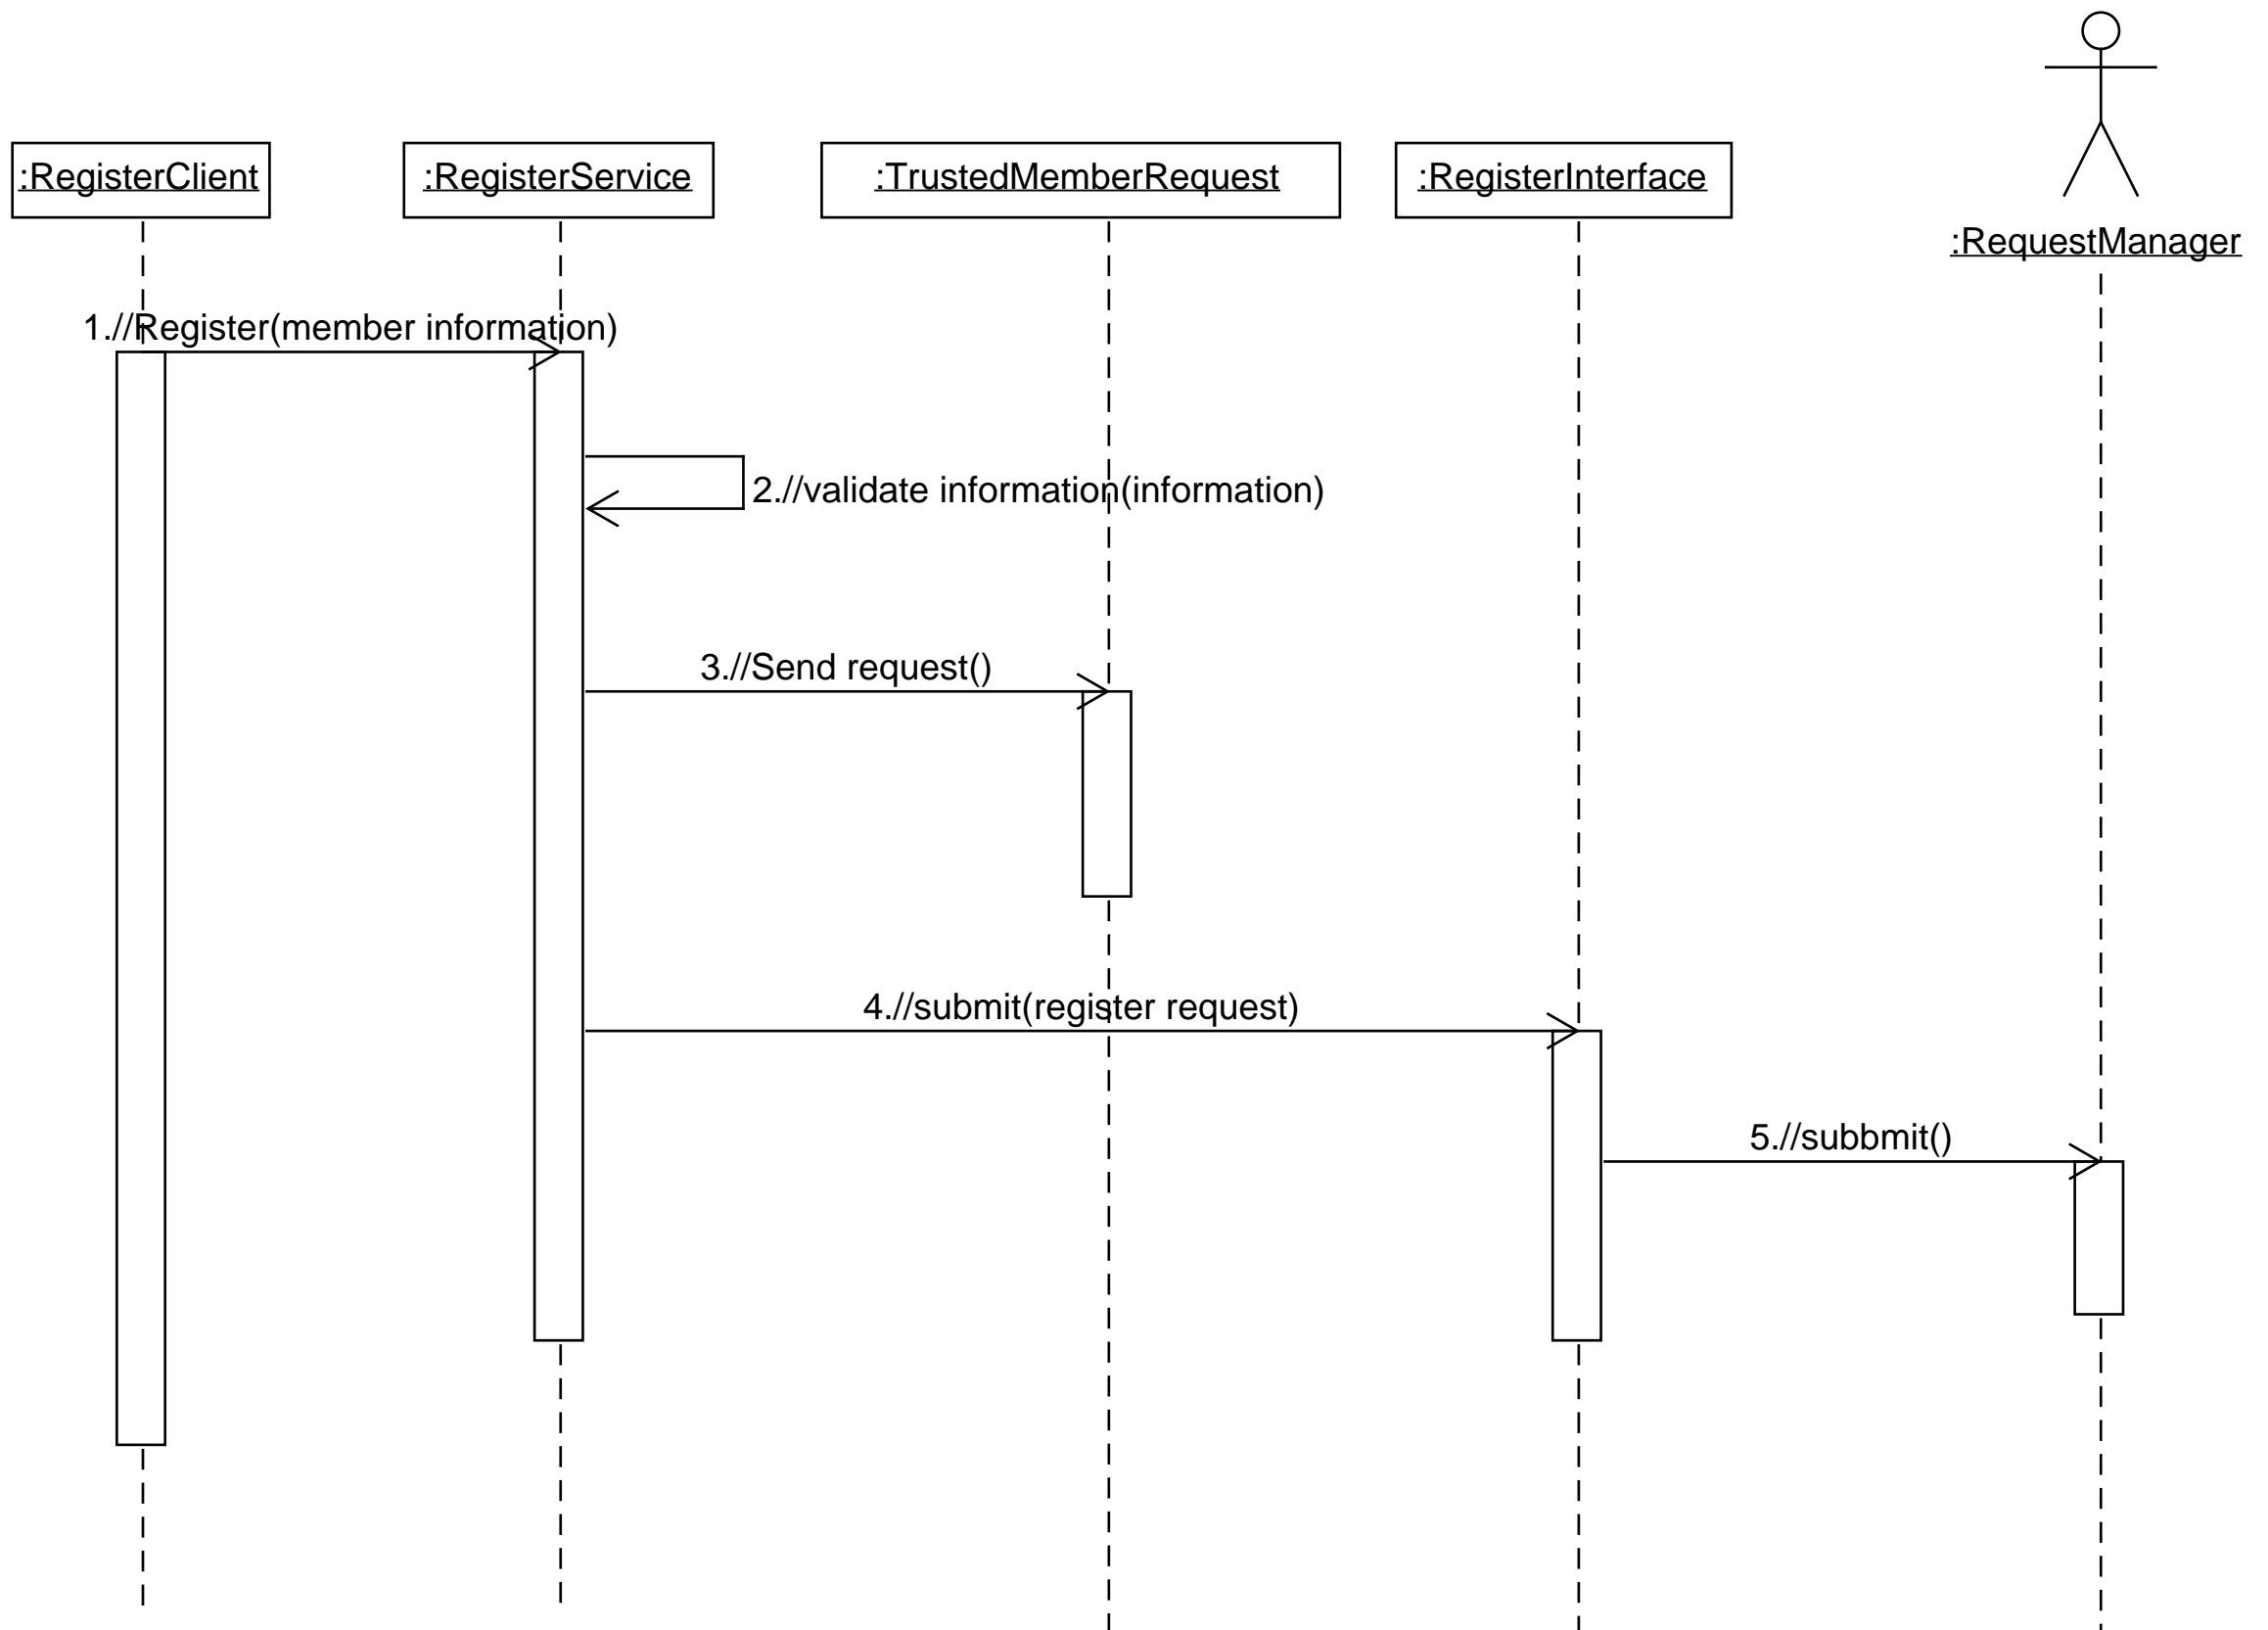 :RegisterClient
:RegisterService
:TrustedMemberRequest
:RegisterInterface
:RequestManager
1.//Register(member information)
2.//validate information(information)
3.//Send request()
4.//submit(register request)
5.//subbmit()